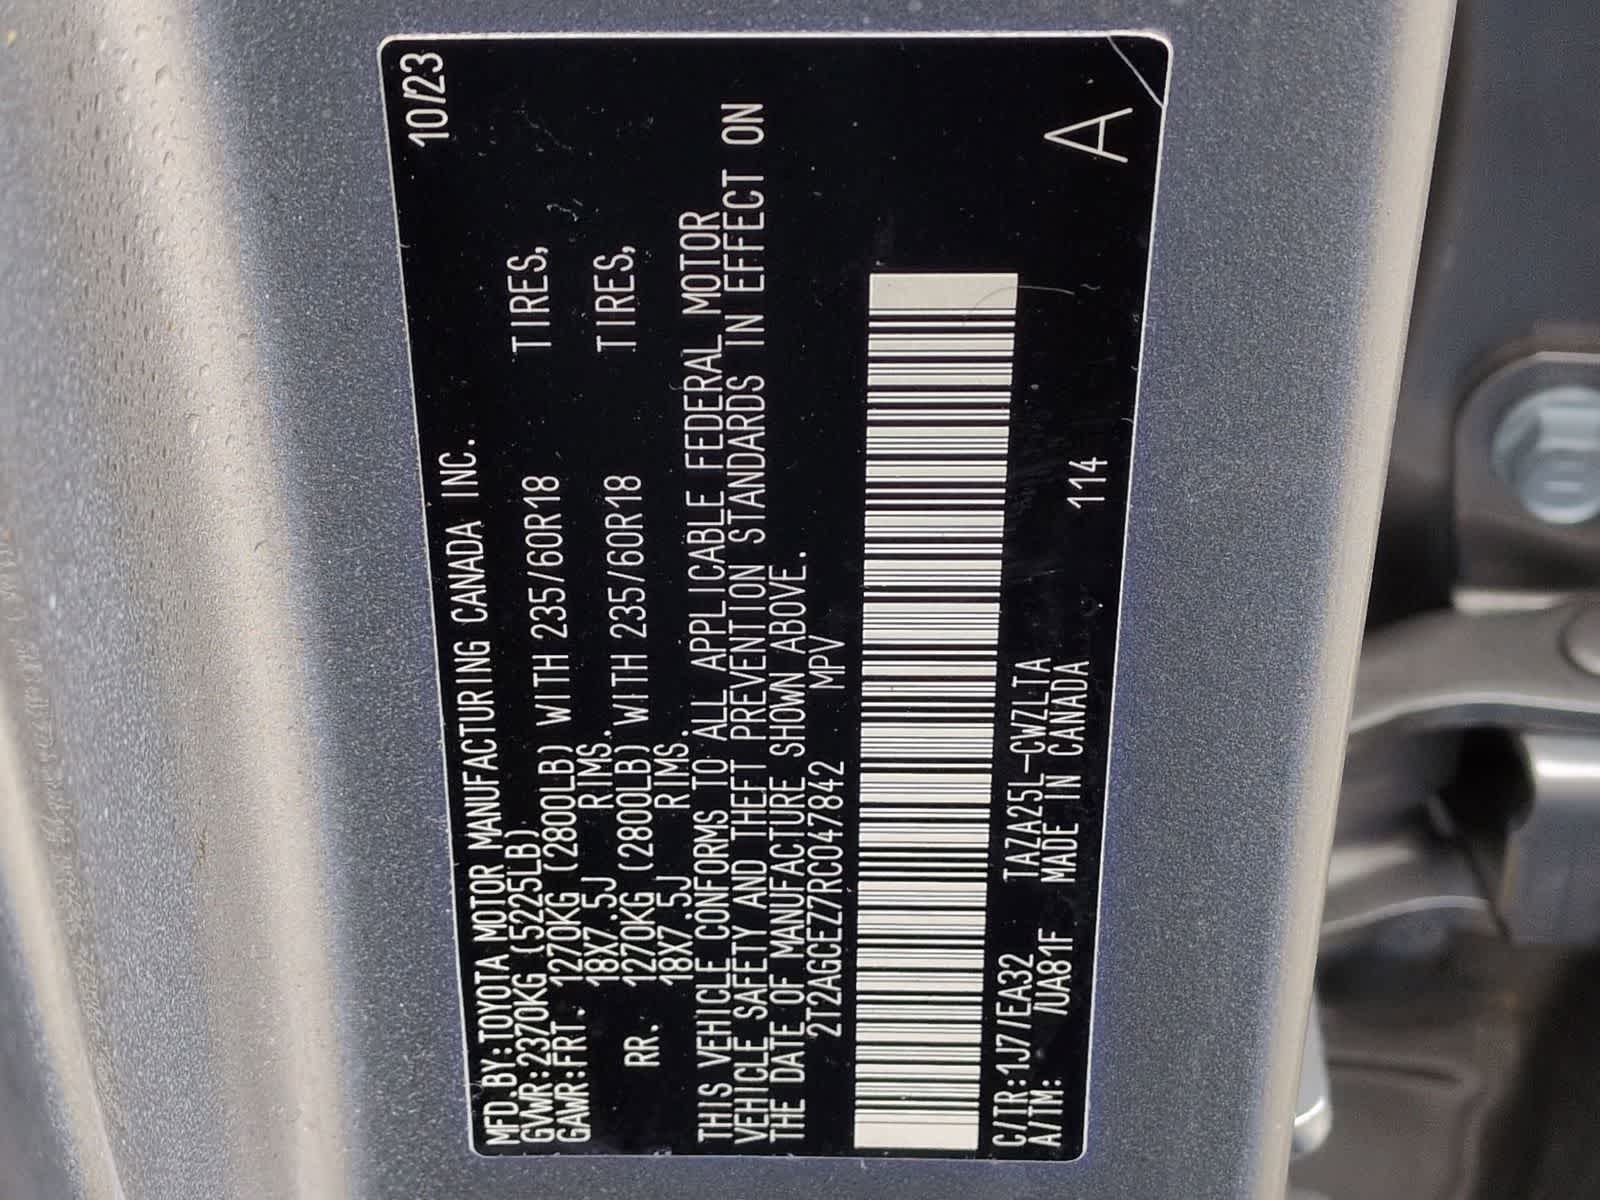 MFD.BY:TOYOTA MOTOR MANUFACTURING CANADA INC. 10/23
GVWR:2370KG (5225LB)
GAWR:FRT. 1270KG (2800LB) WITH 235/60R18 TIRES,
18X7.5J RIMS.
RR. 1270KG (2800LB) WITH 235/60R18 TIRES,
18X7.5J RIMS.
THIS VEHICLE CONFORMS TO ALL APPLICABLE FEDERAL MOTOR
VEHICLE SAFETY AND THEFT PREVENTION STANDARDS IN EFFECT ON
THE DATE OF MANUFACTURE SHOWN ABOVE.
2T2AGCEZ7RC047842 MPV
C/TR:1J7/EA32 TAZA25L-CWZLTA
A/TM: /UA81F MADE IN CANADA 114 A